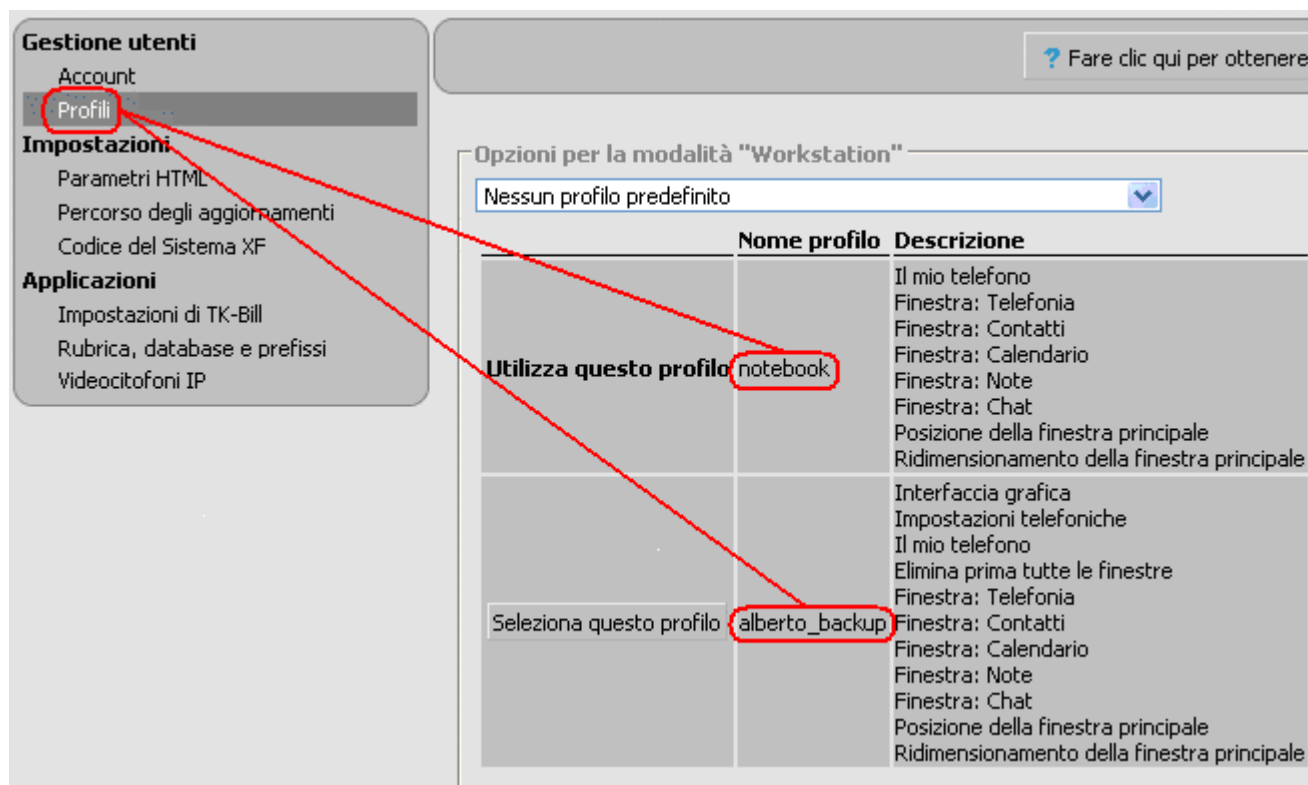 Gestione utenti
Account
Profili
Impostazioni
Parametri HTML
Percorso degli aggiornamenti
Codice del Sistema XF
Applicazioni
Impostazioni di TK-Bill
Rubrica, database e prefissi
Videocitofoni IP
? Fare clic qui per ottenere
Opzioni per la modalità "Workstation"
Nessun profilo predefinito
Nome profilo Descrizione
Utilizza questo profilo notebook
Il mio telefono
Finestra: Telefonia
Finestra: Contatti
Finestra: Calendario
Finestra: Note
Finestra: Chat
Posizione della finestra principale
Ridimensionamento della finestra principale
Seleziona questo profilo alberto_backup
Interfaccia grafica
Impostazioni telefoniche
Il mio telefono
Elimina prima tutte le finestre
Finestra: Telefonia
Finestra: Contatti
Finestra: Calendario
Finestra: Note
Finestra: Chat
Posizione della finestra principale
Ridimensionamento della finestra principale